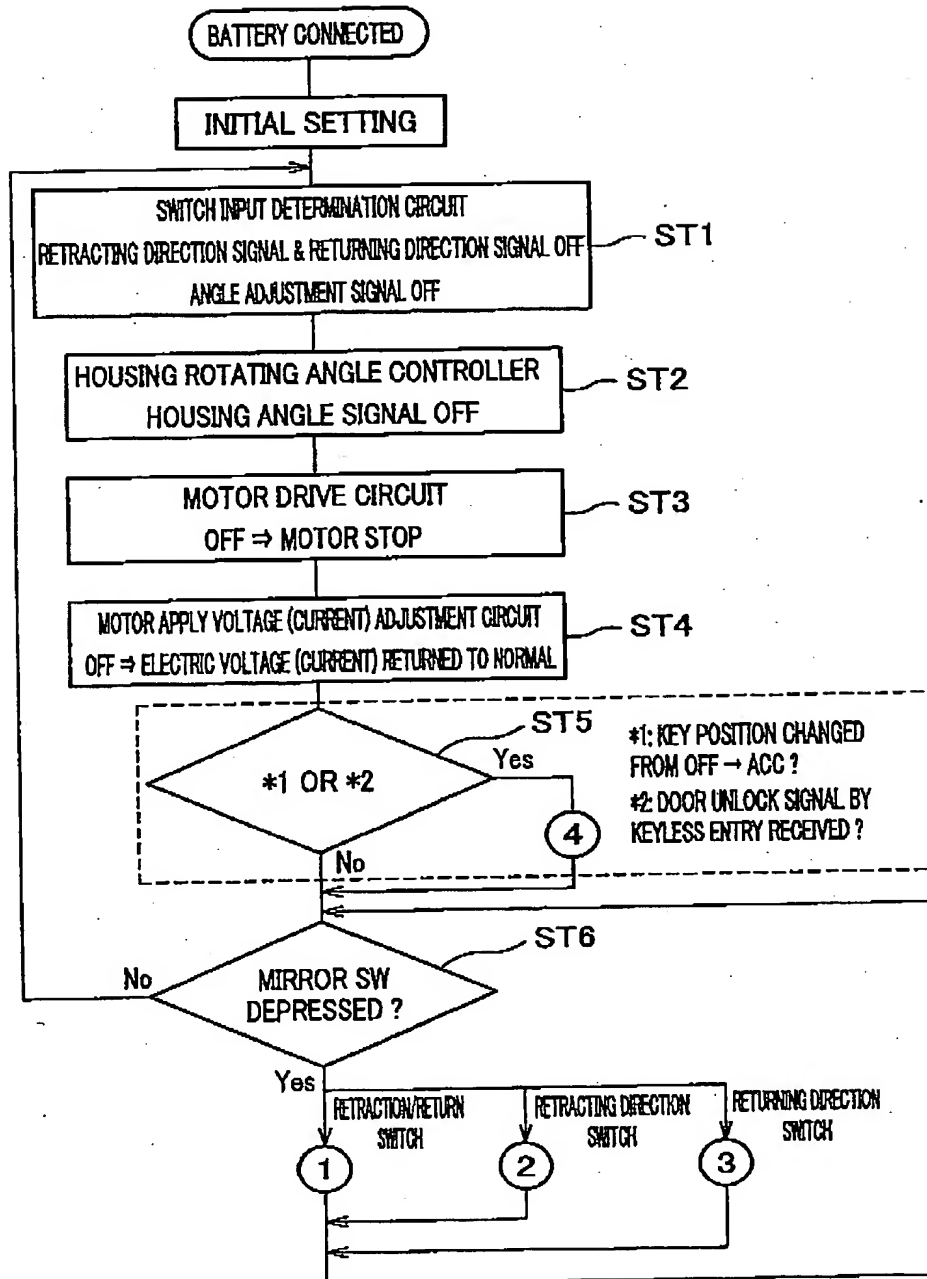 BATTERY CONNECTED
INITIAL SETTING
SWITCH INPUT DETERMINATION CIRCUIT
RETRACTING DIRECTION SIGNAL & RETURNING DIRECTION SIGNAL OFF
ANGLE ADJUSTMENT SIGNAL OFF
ST1
HOUSING ROTATING ANGLE CONTROLLER
HOUSING ANGLE SIGNAL OFF
ST2
MOTOR DRIVE CIRCUIT
OFF ⇒ MOTOR STOP
ST3
MOTOR APPLY VOLTAGE (CURRENT) ADJUSTMENT CIRCUIT
OFF ⇒ ELECTRIC VOLTAGE (CURRENT) RETURNED TO NORMAL
ST4
ST5
*1 OR *2
Yes
4
No
*1: KEY POSITION CHANGED
FROM OFF → ACC ?
*2: DOOR UNLOCK SIGNAL BY
KEYLESS ENTRY RECEIVED ?
ST6
No
MIRROR SW
DEPRESSED ?
Yes
RETRACTION/RETURN
SWITCH
RETRACTING DIRECTION
SWITCH
RETURNING DIRECTION
SWITCH
1
2
3